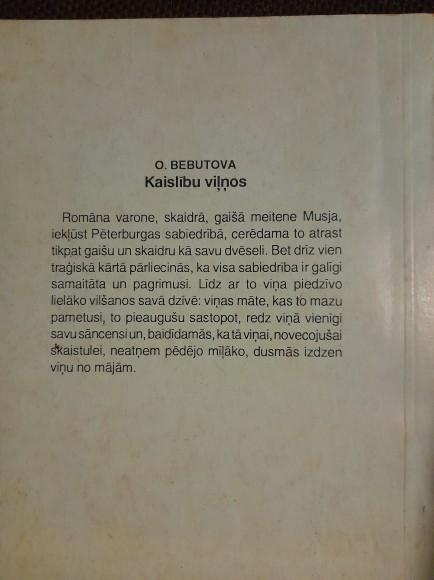 O. BEBUTOVA
Kaislību viļņos
Romāna varone, skaidrā, gaišā meitene Musja,
iekļūst Pēterburgas sabiedrībā, cerēdama to atrast
tikpat gaišu un skaidru kā savu dvēseli. Bet drīz vien
traģiskā kārtā pārliecinās, ka visa sabiedrība ir galīgi
samaitāta un pagrimusi. Līdz ar to viņa piedzīvo
lielāko vilšanos savā dzīvē: viņas māte, kas to mazu
pametusi, to pieaugušu sastopot, redz viņā vienīgi
savu sāncensi un, baidīdamās, ka tā viņai, novecojušai
skaistulei, neatņem pēdējo mīļāko, dusmās izdzen
viņu no mājām.